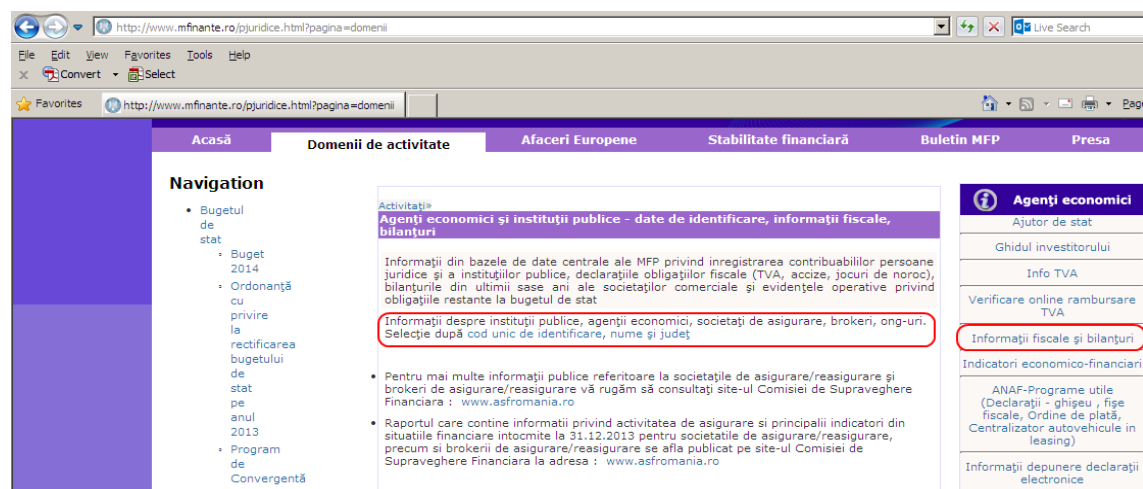 http://www.mfinante.ro/pjuridice.html?pagina=domenii
Live Search
File Edit View Favorites Tools Help
x Convert Select
Favorites http://www.mfinante.ro/pjuridice.html?pagina=domenii
Acasă Domenii de activitate Afaceri Europene Stabilitate financiară Buletin MFP Presa
Navigation
• Bugetul
de
stat
◦ Buget
2014
◦ Ordonanţă
cu
privire
la
rectificarea
bugetului
de
stat
pe
anul
2013
◦ Program
de
Convergentă
Activitaţi»
Agenţi economici şi instituţii publice - date de identificare, informaţii fiscale,
bilanţuri
Informaţii din bazele de date centrale ale MFP privind inregistrarea contribuabililor persoane
juridice şi a instituţiilor publice, declaraţiile obligaţiilor fiscale (TVA, accize, jocuri de noroc),
bilanţurile din ultimii sase ani ale societaţilor comerciale şi evidenţele operative privind
obligaţiile restante la bugetul de stat
Informaţii despre instituţii publice, agenţii economici, societaţi de asigurare, brokeri, ong-uri.
Selecţie după cod unic de identificare, nume şi judeţ
• Pentru mai multe informaţii publice referitoare la societaţile de asigurare/reasigurare şi
brokeri de asigurare/reasigurare vă rugăm să consultaţi site-ul Comisiei de Supraveghere
Financiara : www.asfromania.ro
• Raportul care contine informatii privind activitatea de asigurare si principalii indicatori din
situatiile financiare intocmite la 31.12.2013 pentru societatile de asigurare/reasigurare,
precum si brokerii de asigurare/reasigurare se afla publicat pe site-ul Comisiei de
Supraveghere Financiara la adresa : www.asfromania.ro
Agenţi economici
Ajutor de stat
Ghidul investitorului
Info TVA
Verificare online rambursare
TVA
Informaţii fiscale şi bilanţuri
Indicatori economico-financiari
ANAF-Programe utile
(Declaraţii - ghişeu , fişe
fiscale, Ordine de plată,
Centralizator autovehicule in
leasing)
Informaţii depunere declaraţii
electronice